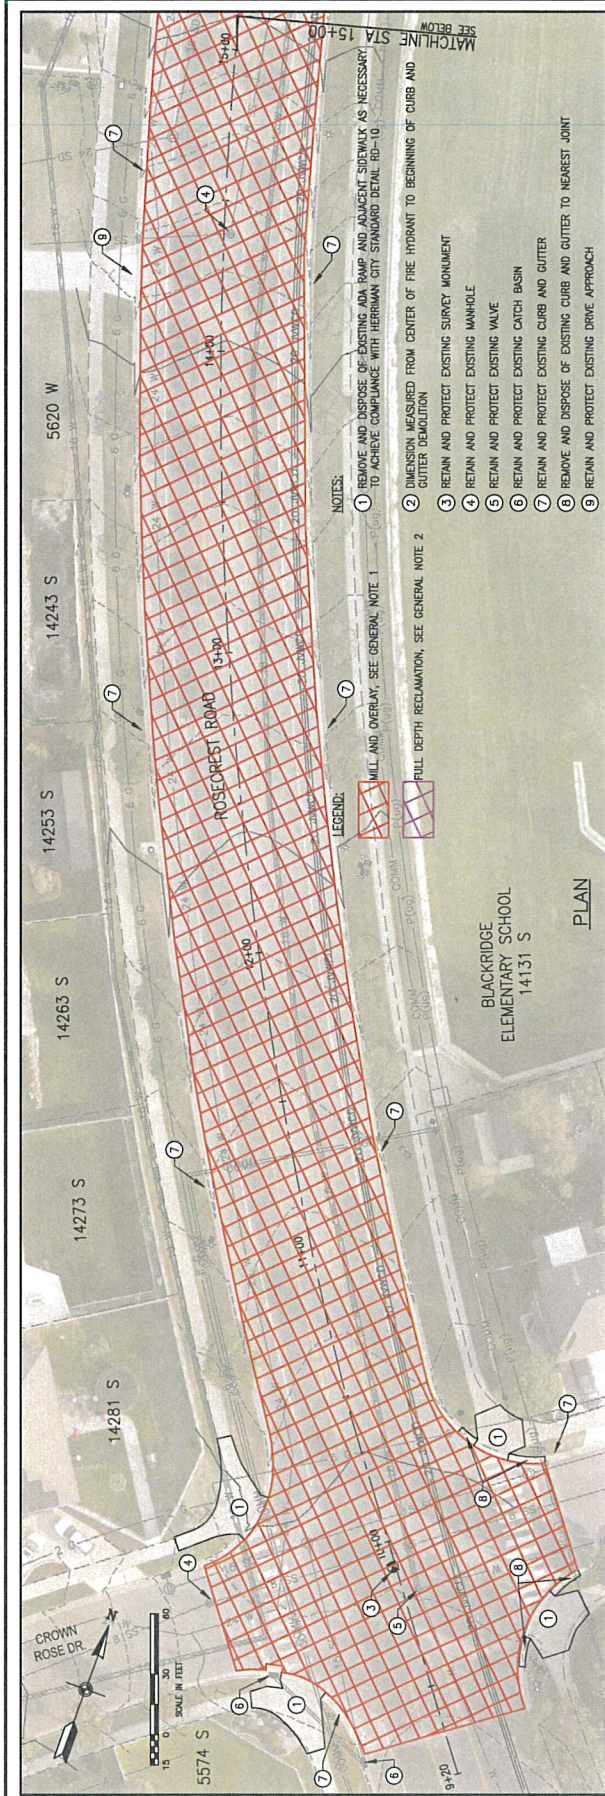 MATCHLINE STA 15+00
SEE BELOW
15+00
14+00
13+00
12+00
11+00
10+00
9+20
ROSECREST ROAD
5620 W
14243 S
14253 S
14263 S
14273 S
14281 S
5574 S
CROWN
ROSE DR.
N
15 0 30 60
SCALE IN FEET
BLACKRIDGE
ELEMENTARY SCHOOL
14131 S
PLAN
LEGEND:
MILL AND OVERLAY, SEE GENERAL NOTE 1
FULL DEPTH RECLAMATION, SEE GENERAL NOTE 2
NOTES:
1 REMOVE AND DISPOSE OF EXISTING ADA RAMP AND ADJACENT SIDEWALK AS NECESSARY
TO ACHIEVE COMPLIANCE WITH HERRIMAN CITY STANDARD DETAIL RD-10
2 DIMENSION MEASURED FROM CENTER OF FIRE HYDRANT TO BEGINNING OF CURB AND
GUTTER DEMOLITION
3 RETAIN AND PROTECT EXISTING SURVEY MONUMENT
4 RETAIN AND PROTECT EXISTING MANHOLE
5 RETAIN AND PROTECT EXISTING VALVE
6 RETAIN AND PROTECT EXISTING CATCH BASIN
7 RETAIN AND PROTECT EXISTING CURB AND GUTTER
8 REMOVE AND DISPOSE OF EXISTING CURB AND GUTTER TO NEAREST JOINT
9 RETAIN AND PROTECT EXISTING DRIVE APPROACH